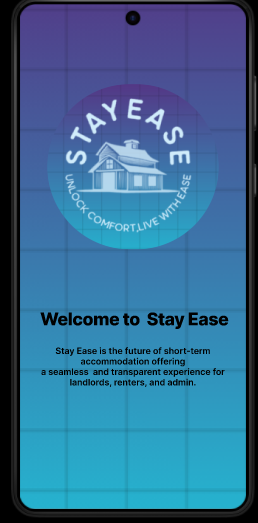 STAYEASE
UNLOCK COMFORT,LIVE WITH EASE
Welcome to Stay Ease
Stay Ease is the future of short-term
accommodation offering
a seamless and transparent experience for
landlords, renters, and admin.